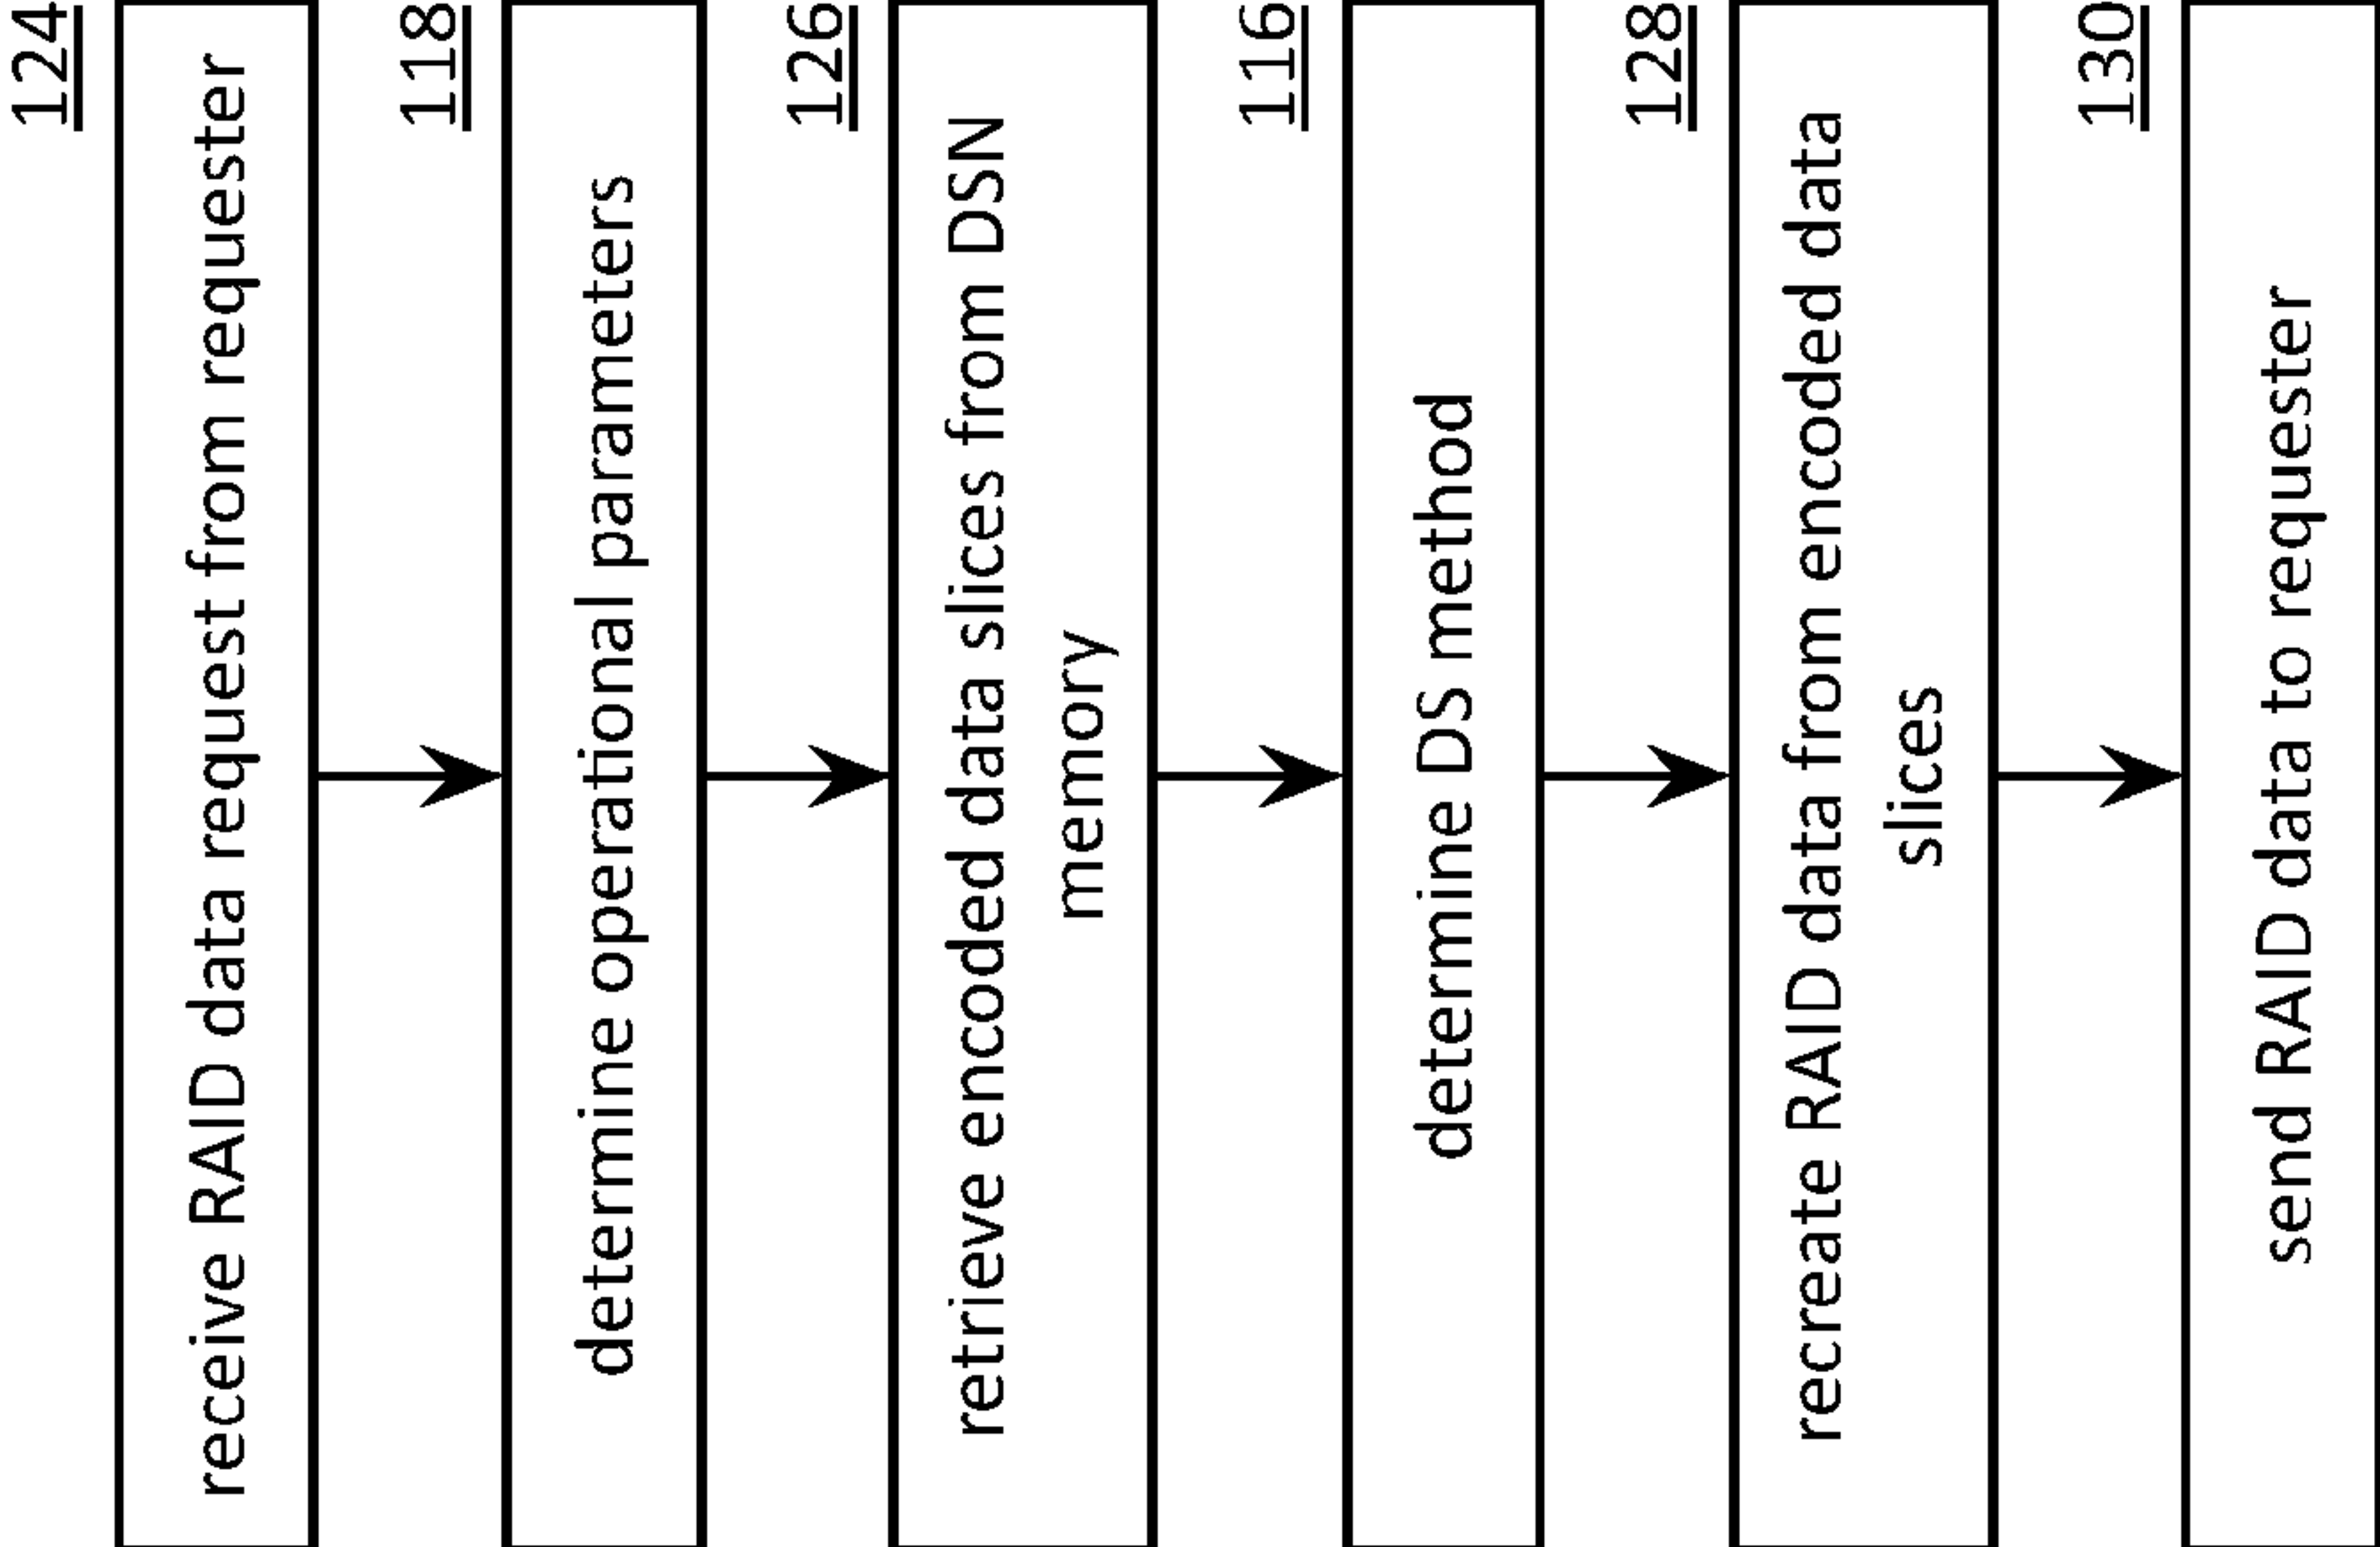 124
receive RAID data request from requester
118
determine operational parameters
126
retrieve encoded data slices from DSN
memory
116
determine DS method
128
recreate RAID data from encoded data
slices
130
send RAID data to requester